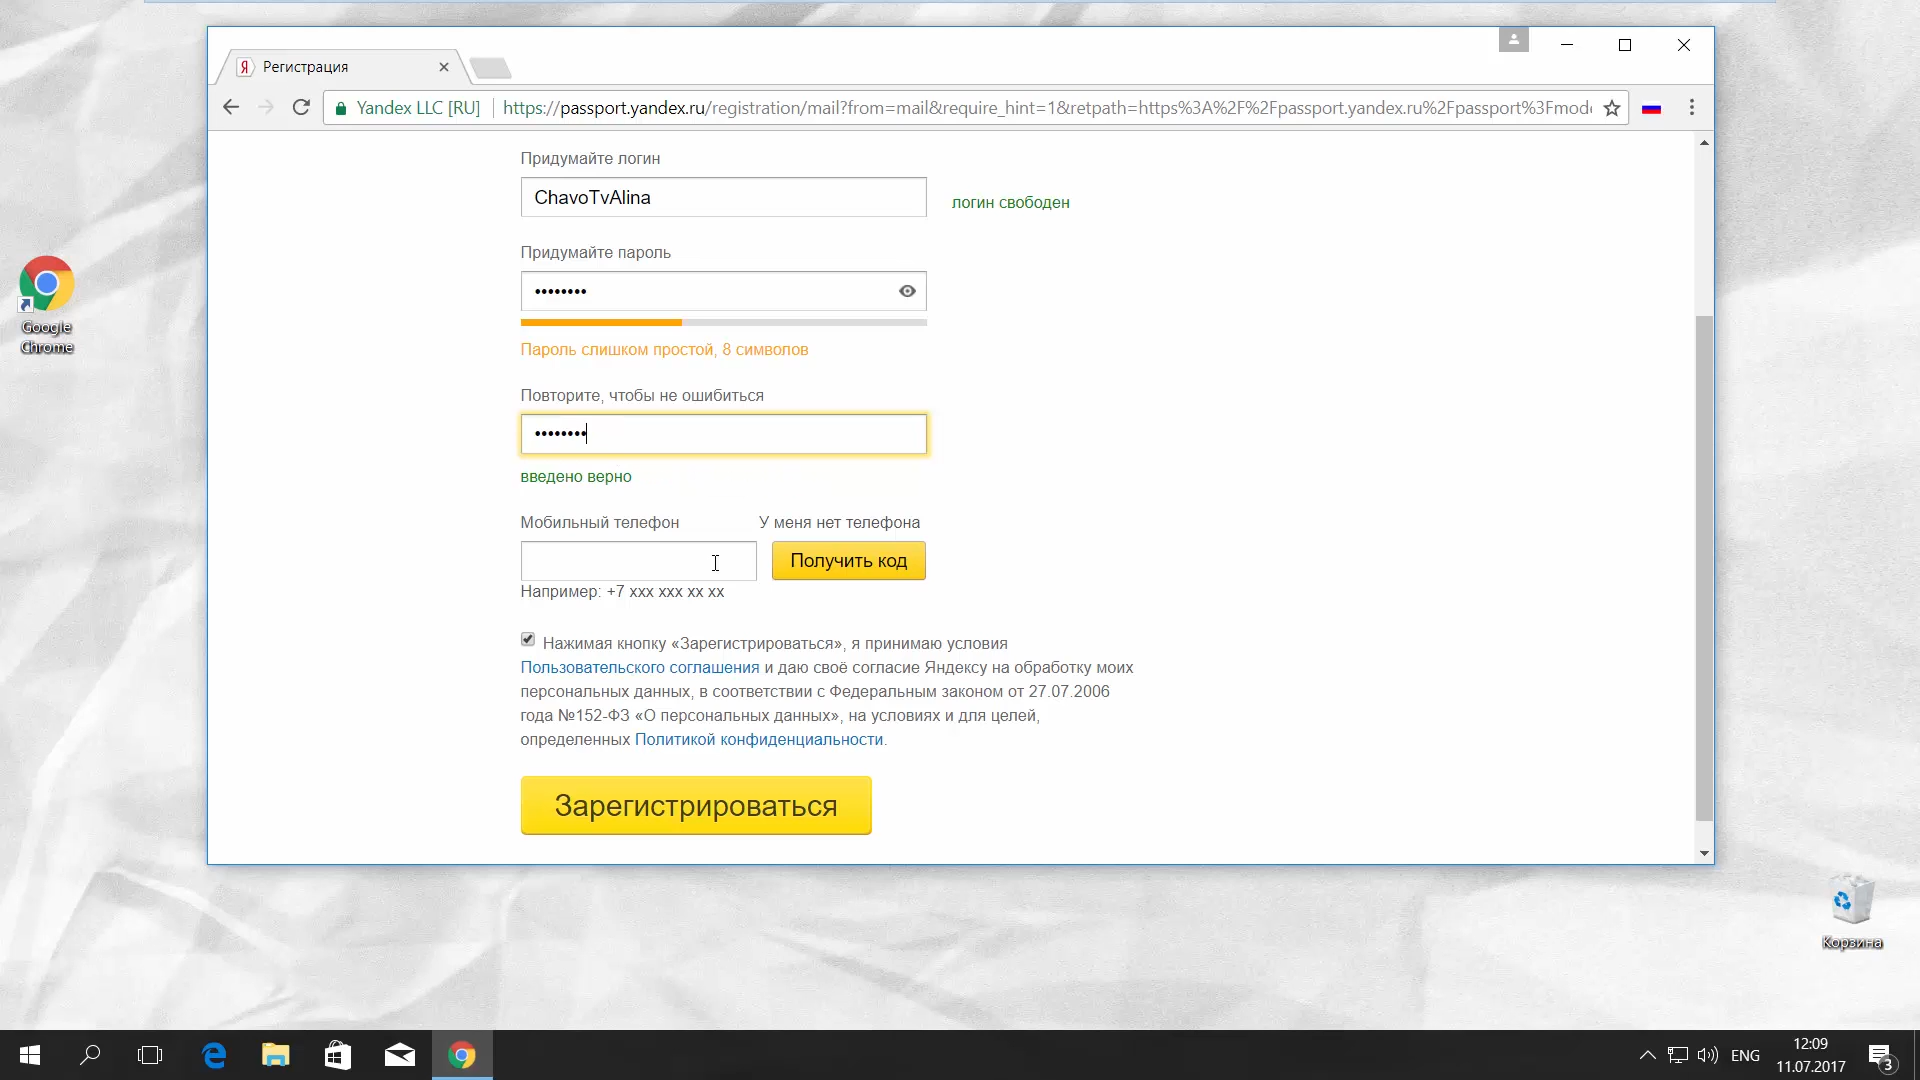 Регистрация
Yandex LLC [RU] https://passport.yandex.ru/registration/mail?from=mail&require_hint=1&retpath=https%3A%2F%2Fpassport.yandex.ru%2Fpassport%3Fmod
Придумайте логин
ChavoTvAlina
логин свободен
Придумайте пароль
••••••••
Пароль слишком простой, 8 символов
Повторите, чтобы не ошибиться
••••••••
введено верно
Мобильный телефон У меня нет телефона
Получить код
Например: +7 xxx xxx xx xx
Нажимая кнопку «Зарегистрироваться», я принимаю условия
Пользовательского соглашения и даю своё согласие Яндексу на обработку моих
персональных данных, в соответствии с Федеральным законом от 27.07.2006
года №152-ФЗ «О персональных данных», на условиях и для целей,
определенных Политикой конфиденциальности.
Зарегистрироваться
Google
Chrome
Корзина
ENG
12:09
11.07.2017
3